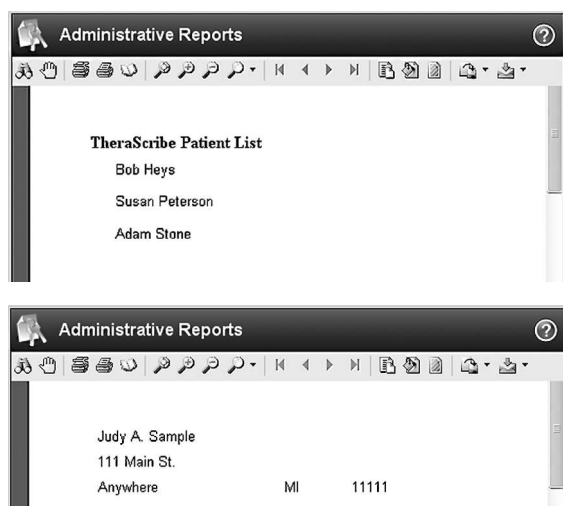 Administrative Reports ?
TheraScribe Patient List
Bob Heys
Susan Peterson
Adam Stone
Administrative Reports ?
Judy A. Sample
111 Main St.
Anywhere MI 11111